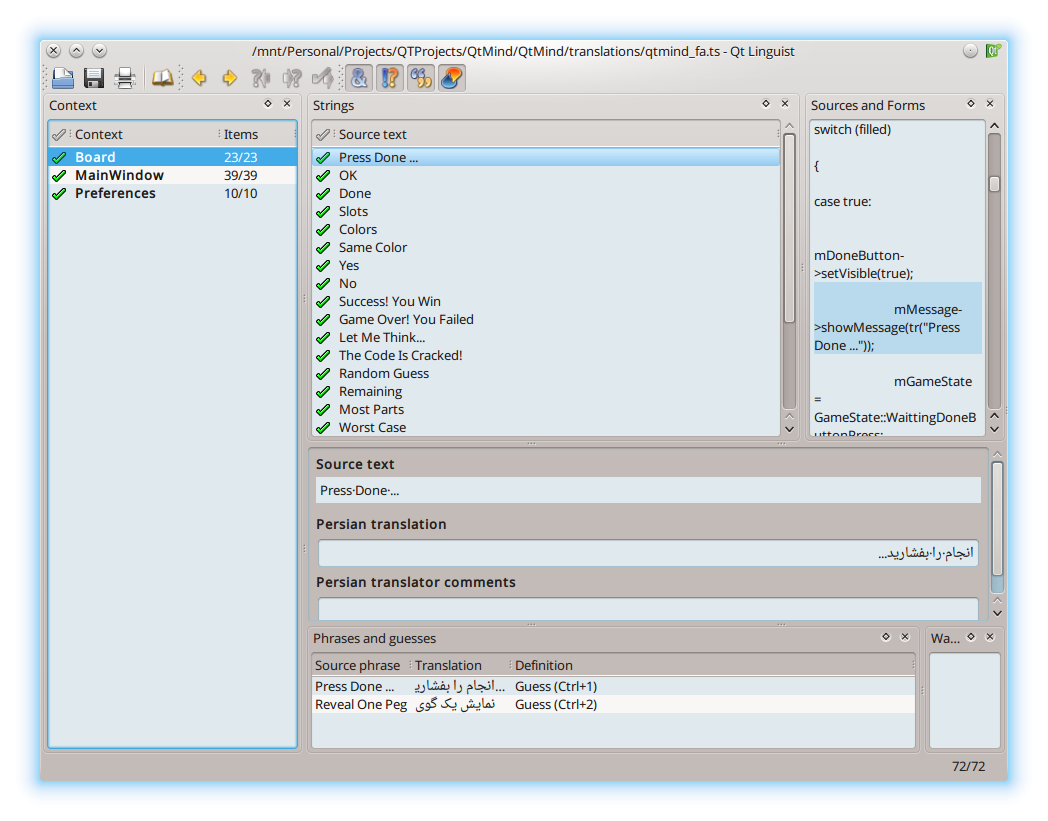 /mnt/Personal/Projects/QTProjects/QtMind/QtMind/translations/qtmind_fa.ts - Qt Linguist
Context
Context Items
Board 23/23
MainWindow 39/39
Preferences 10/10
Strings
Source text
Press Done ...
OK
Done
Slots
Colors
Same Color
Yes
No
Success! You Win
Game Over! You Failed
Let Me Think...
The Code Is Cracked!
Random Guess
Remaining
Most Parts
Worst Case
Sources and Forms
switch (filled)
{
case true:
mDoneButton-
>setVisible(true);
mMessage-
>showMessage(tr("Press
Done ..."));
mGameState
=
GameState::WaittingDoneB
uttonPress;
Source text
Press·Done·...
Persian translation
انجام·را·بفشارید...
Persian translator comments
Phrases and guesses
Source phrase Translation Definition
Press Done ... انجام را بفشارید... Guess (Ctrl+1)
Reveal One Peg نمایش یک گوی Guess (Ctrl+2)
Wa...
72/72